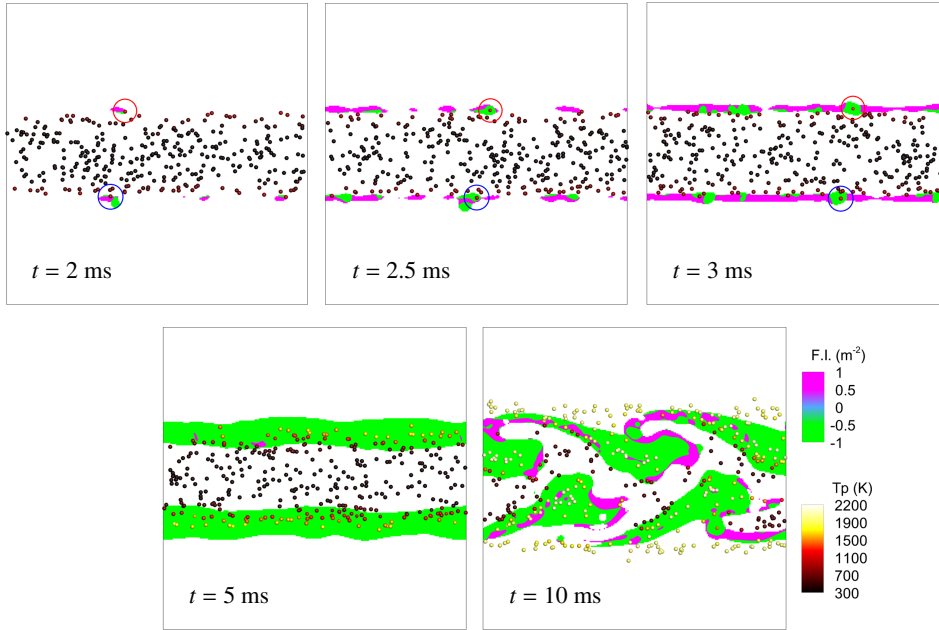 t = 2 ms
t = 2.5 ms
t = 3 ms
t = 5 ms
t = 10 ms
F.I. (m⁻²)
1
0.5
0
-0.5
-1
Tp (K)
2200
1900
1500
1100
700
300